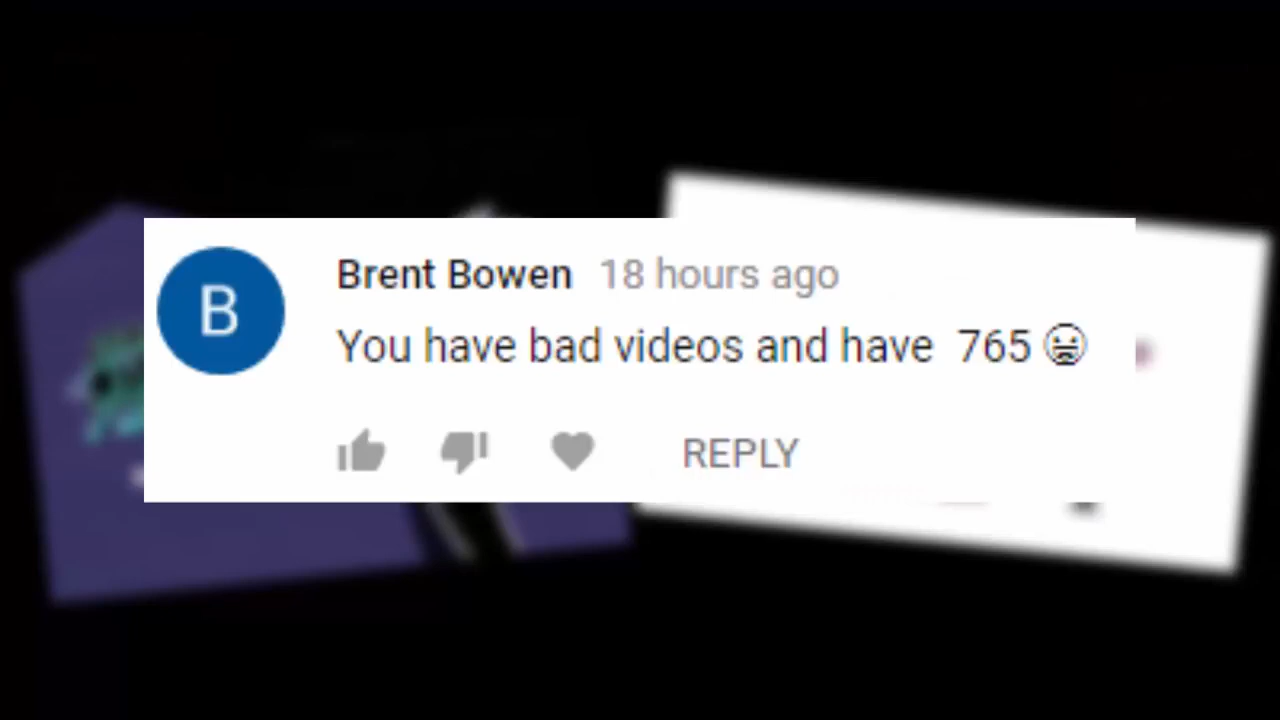 B
Brent Bowen 18 hours ago
You have bad videos and have  765 😬
REPLY